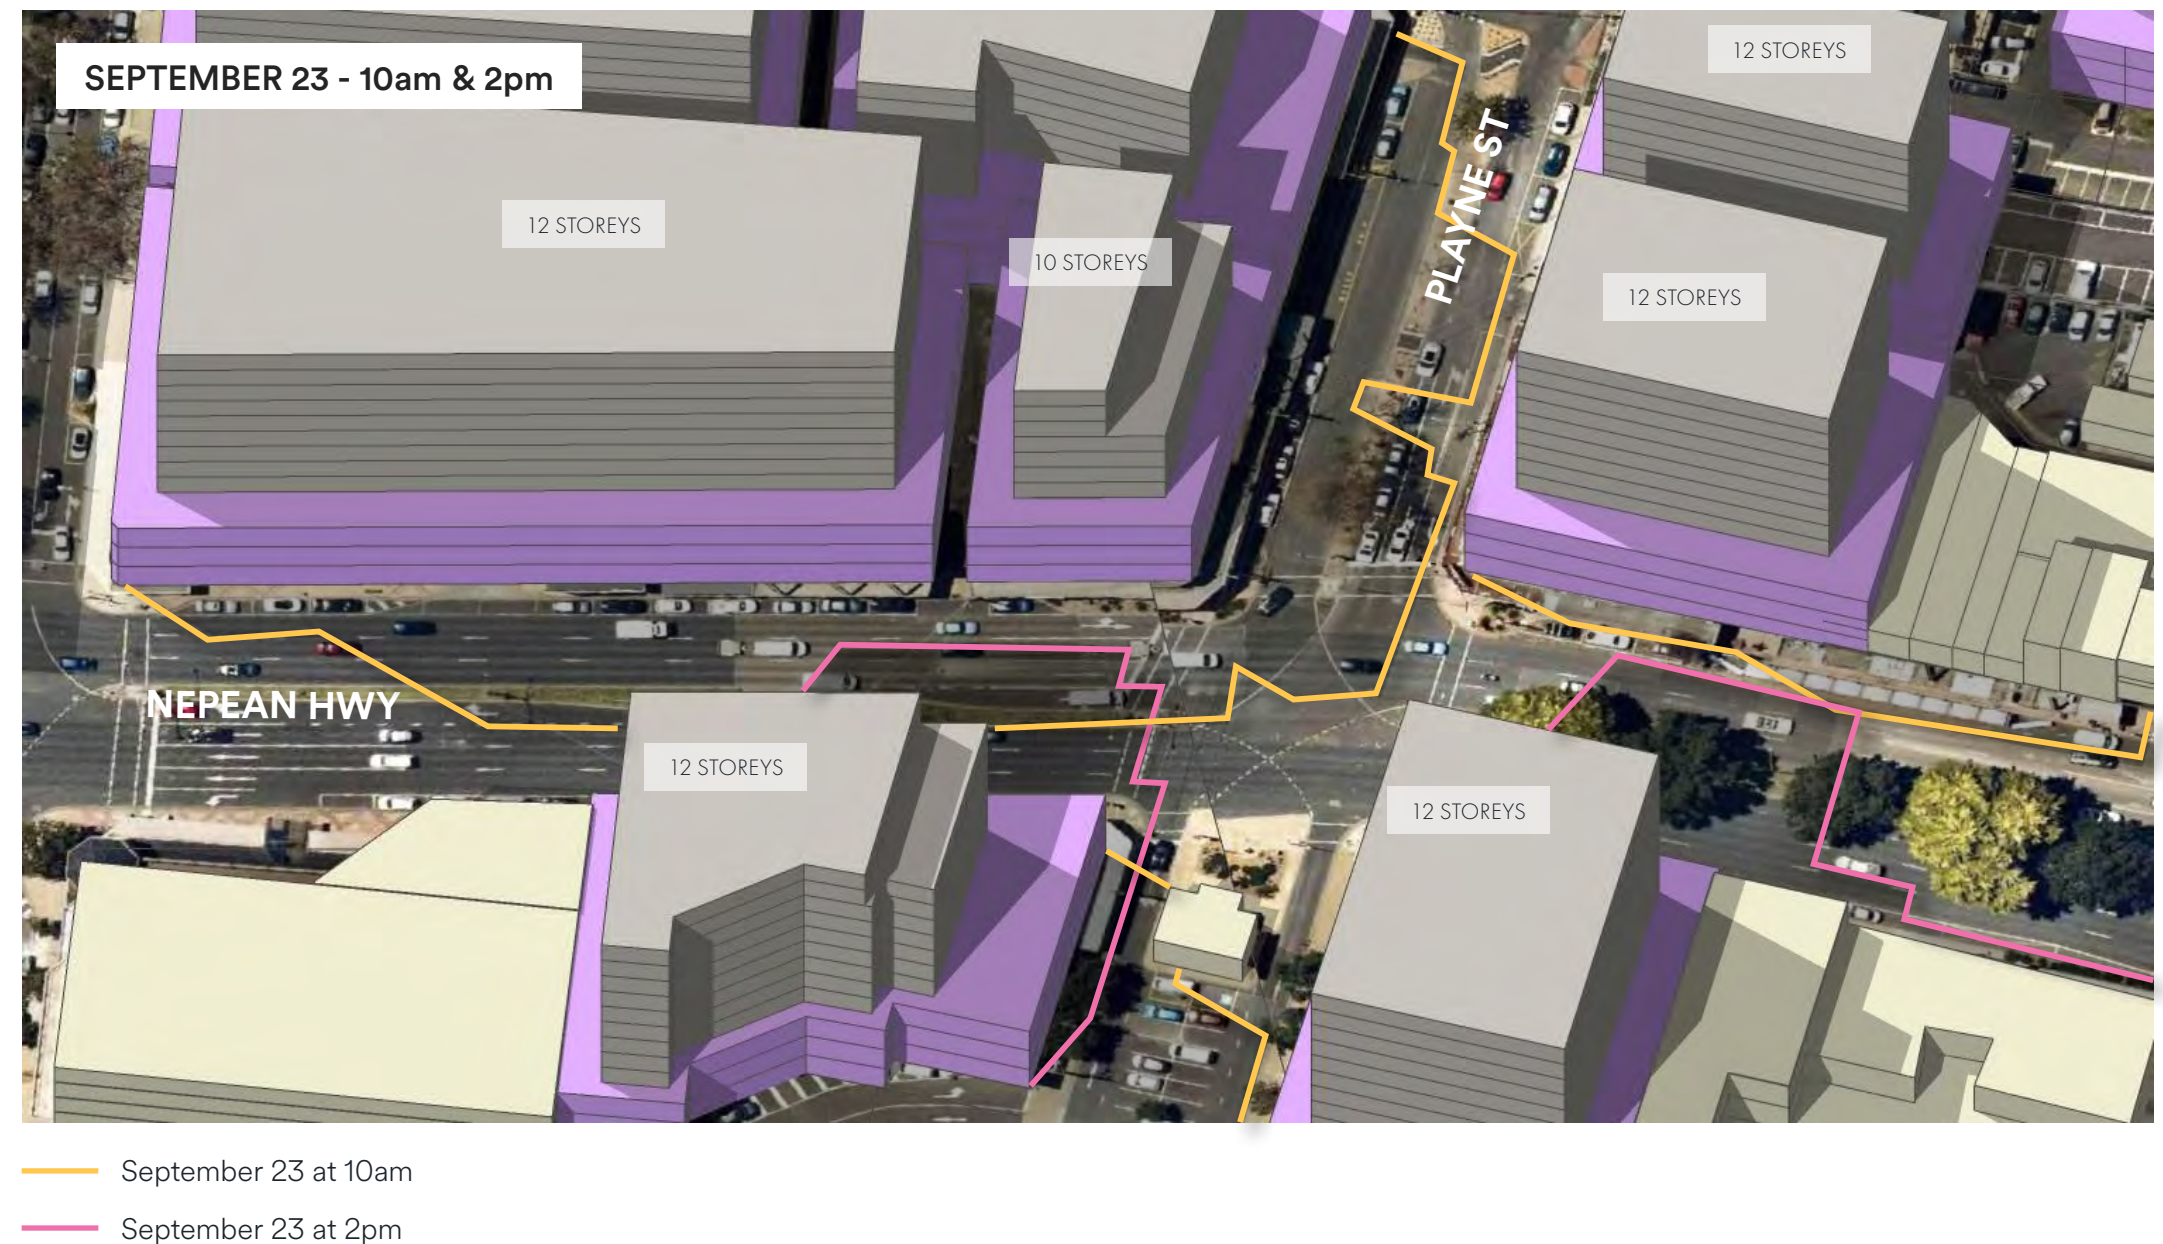 SEPTEMBER 23 - 10am & 2pm
12 STOREYS
12 STOREYS
10 STOREYS
12 STOREYS
PLAYNE ST
NEPEAN HWY
12 STOREYS
12 STOREYS
September 23 at 10am
September 23 at 2pm